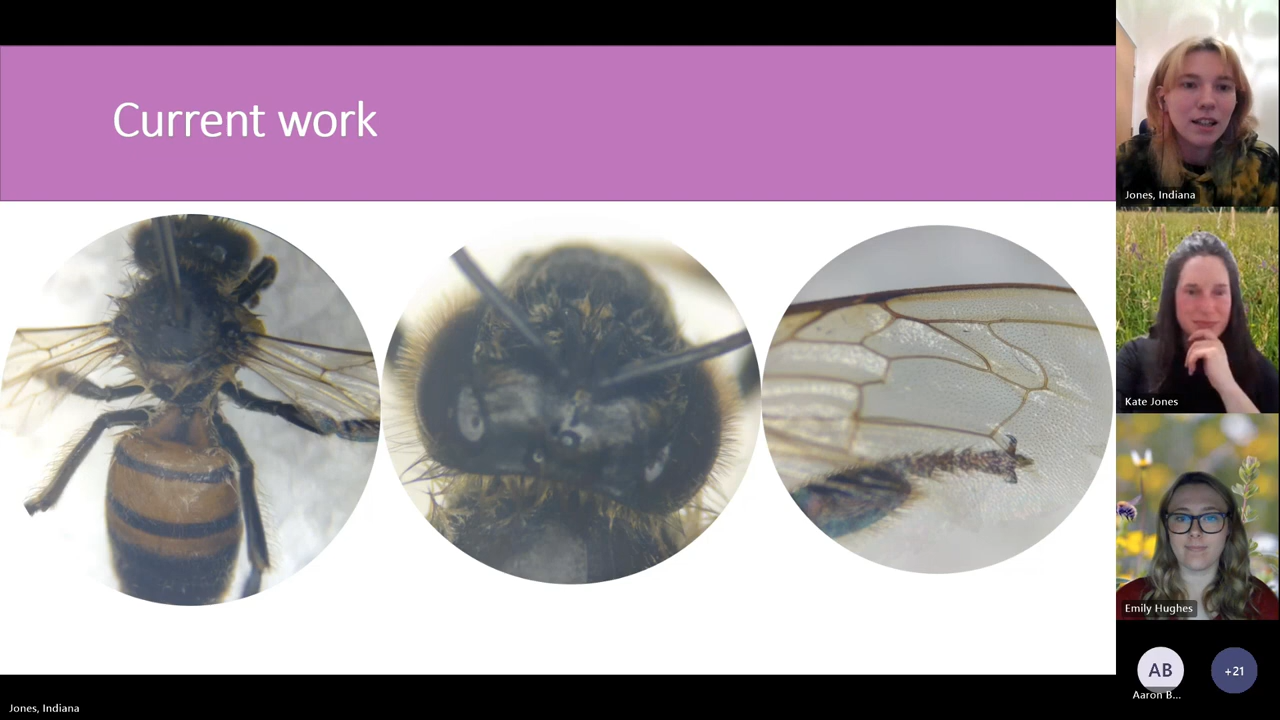 Current work
Jones, Indiana
Kate Jones
Emily Hughes
AB
+21
Aaron B...
Jones, Indiana